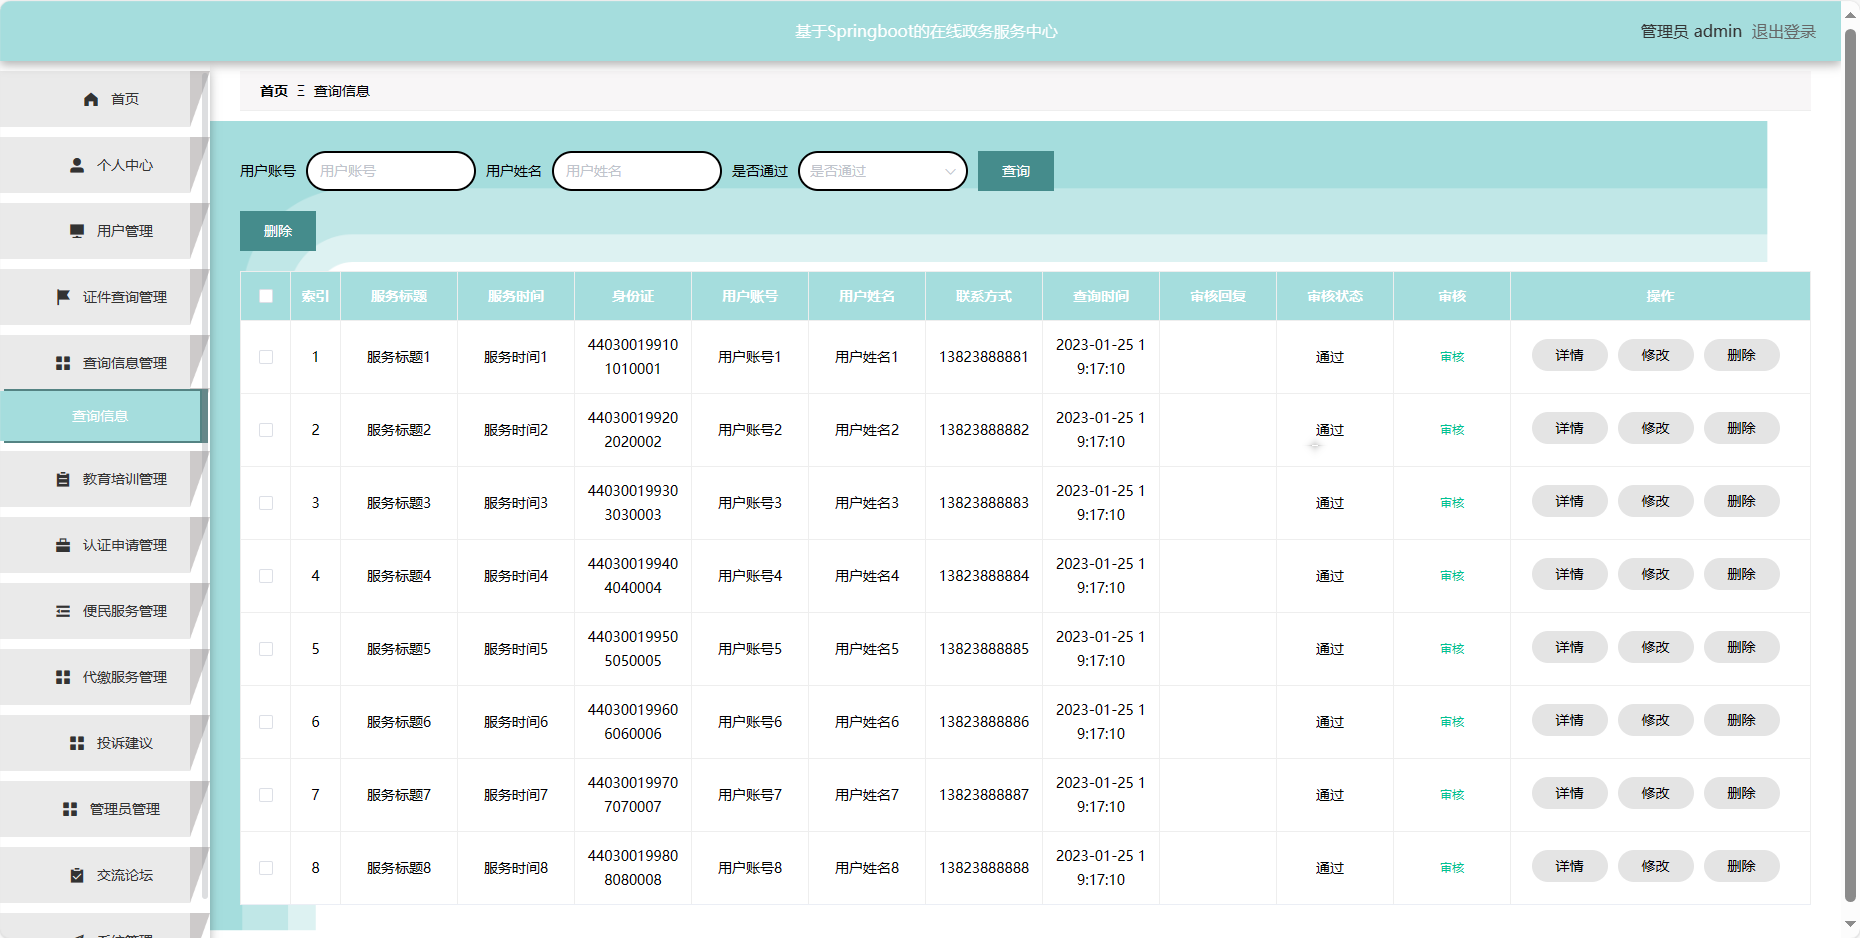 基于Springboot的在线政务服务中心
管理员 admin 退出登录
首页
个人中心
用户管理
证件查询管理
查询信息管理
查询信息
教育培训管理
认证申请管理
便民服务管理
代缴服务管理
投诉建议
管理员管理
交流论坛
首页 Ξ 查询信息
用户账号 用户账号 用户姓名 用户姓名 是否通过 是否通过 查询
删除
索引 服务标题 服务时间 身份证 用户账号 用户姓名 联系方式 查询时间 审核回复 审核状态 审核 操作
1 服务标题1 服务时间1 440300199101010001 用户账号1 用户姓名1 13823888881 2023-01-25 19:17:10 通过 审核 详情 修改 删除
2 服务标题2 服务时间2 440300199202020002 用户账号2 用户姓名2 13823888882 2023-01-25 19:17:10 通过 审核 详情 修改 删除
3 服务标题3 服务时间3 440300199303030003 用户账号3 用户姓名3 13823888883 2023-01-25 19:17:10 通过 审核 详情 修改 删除
4 服务标题4 服务时间4 440300199404040004 用户账号4 用户姓名4 13823888884 2023-01-25 19:17:10 通过 审核 详情 修改 删除
5 服务标题5 服务时间5 440300199505050005 用户账号5 用户姓名5 13823888885 2023-01-25 19:17:10 通过 审核 详情 修改 删除
6 服务标题6 服务时间6 440300199606060006 用户账号6 用户姓名6 13823888886 2023-01-25 19:17:10 通过 审核 详情 修改 删除
7 服务标题7 服务时间7 440300199707070007 用户账号7 用户姓名7 13823888887 2023-01-25 19:17:10 通过 审核 详情 修改 删除
8 服务标题8 服务时间8 440300199808080008 用户账号8 用户姓名8 13823888888 2023-01-25 19:17:10 通过 审核 详情 修改 删除